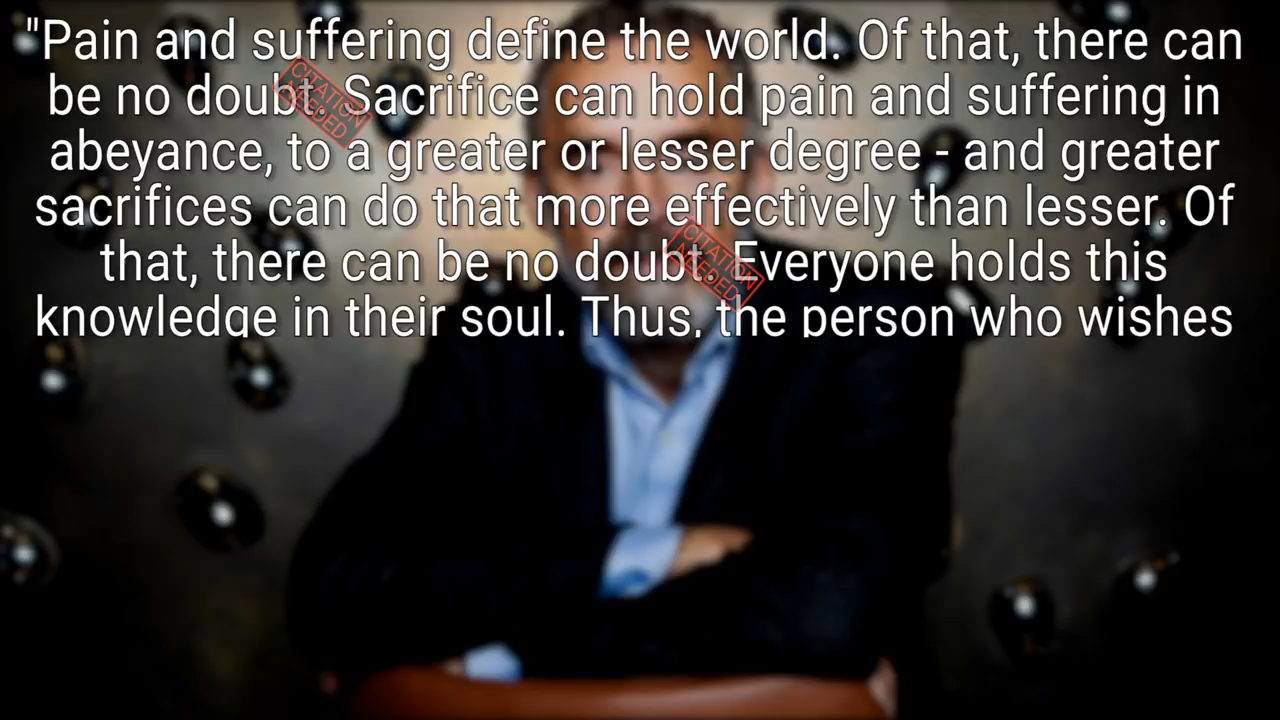 "Pain and suffering define the world. Of that, there can
be no doubt. Sacrifice can hold pain and suffering in
abeyance, to a greater or lesser degree - and greater
sacrifices can do that more effectively than lesser. Of
that, there can be no doubt. Everyone holds this
knowledge in their soul. Thus, the person who wishes
CITATION
NEEDED
CITATION
NEEDED